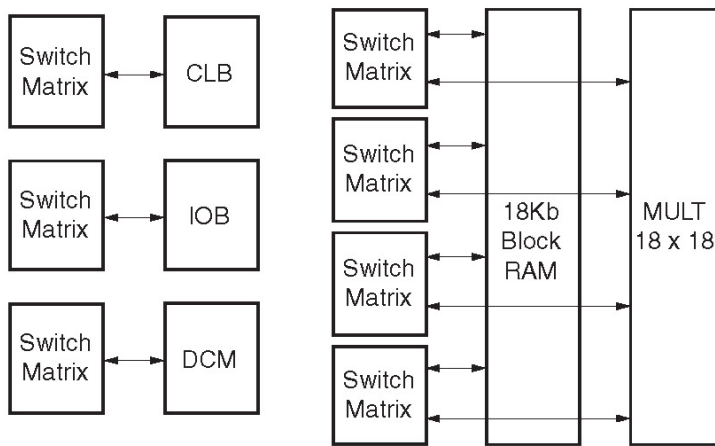 Switch
Matrix
CLB
Switch
Matrix
IOB
Switch
Matrix
DCM
Switch
Matrix
Switch
Matrix
Switch
Matrix
Switch
Matrix
18Kb
Block
RAM
MULT
18 x 18